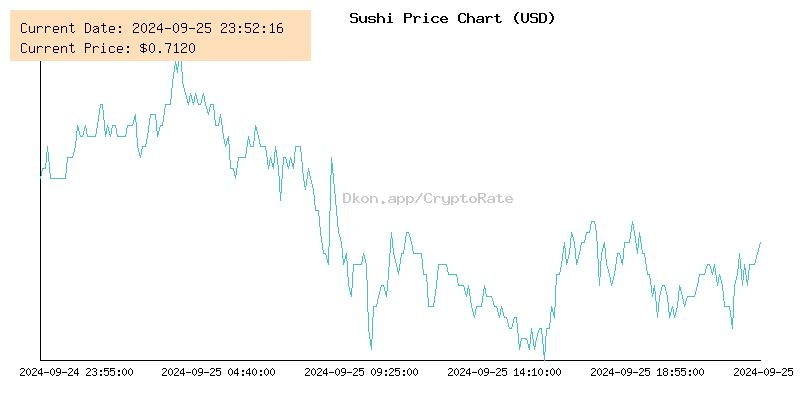 Sushi Price Chart (USD)
Current Date: 2024-09-25 23:52:16
Current Price: $0.7120
Dkon.app/CryptoRate
2024-09-24 23:55:00 2024-09-25 04:40:00 2024-09-25 09:25:00 2024-09-25 14:10:00 2024-09-25 18:55:00 2024-09-25